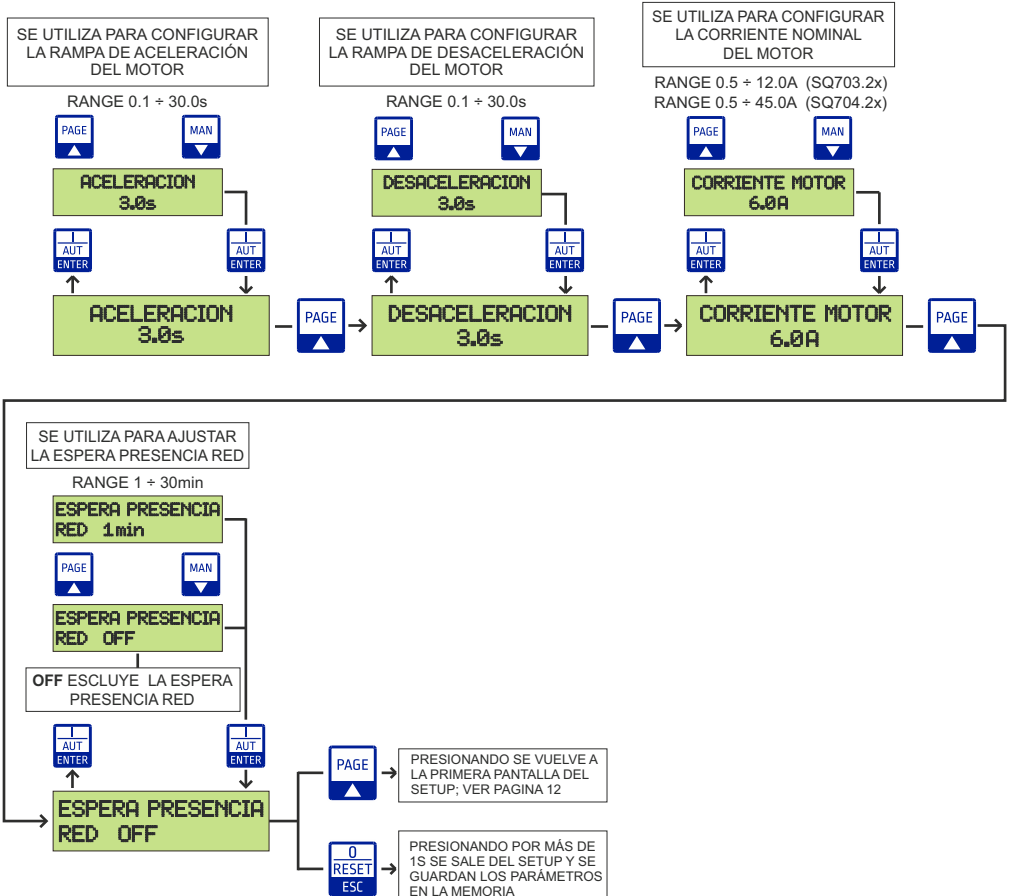 SE UTILIZA PARA CONFIGURAR
LA RAMPA DE ACELERACIÓN
DEL MOTOR
RANGE 0.1 ÷ 30.0s
PAGE
MAN
ACELERACION
3.0s
I
AUT
ENTER
I
AUT
ENTER
ACELERACION
3.0s
PAGE
SE UTILIZA PARA CONFIGURAR
LA RAMPA DE DESACELERACIÓN
DEL MOTOR
RANGE 0.1 ÷ 30.0s
PAGE
MAN
DESACELERACION
3.0s
I
AUT
ENTER
I
AUT
ENTER
DESACELERACION
3.0s
PAGE
SE UTILIZA PARA CONFIGURAR
LA CORRIENTE NOMINAL
DEL MOTOR
RANGE 0.5 ÷ 12.0A (SQ703.2x)
RANGE 0.5 ÷ 45.0A (SQ704.2x)
PAGE
MAN
CORRIENTE MOTOR
6.0A
I
AUT
ENTER
I
AUT
ENTER
CORRIENTE MOTOR
6.0A
PAGE
SE UTILIZA PARA AJUSTAR
LA ESPERA PRESENCIA RED
RANGE 1 ÷ 30min
ESPERA PRESENCIA
RED 1min
PAGE
MAN
ESPERA PRESENCIA
RED OFF
OFF ESCLUYE LA ESPERA
PRESENCIA RED
I
AUT
ENTER
I
AUT
ENTER
ESPERA PRESENCIA
RED OFF
PAGE
PRESIONANDO SE VUELVE A
LA PRIMERA PANTALLA DEL
SETUP; VER PAGINA 12
0
RESET
ESC
PRESIONANDO POR MÁS DE
1S SE SALE DEL SETUP Y SE
GUARDAN LOS PARÁMETROS
EN LA MEMORIA